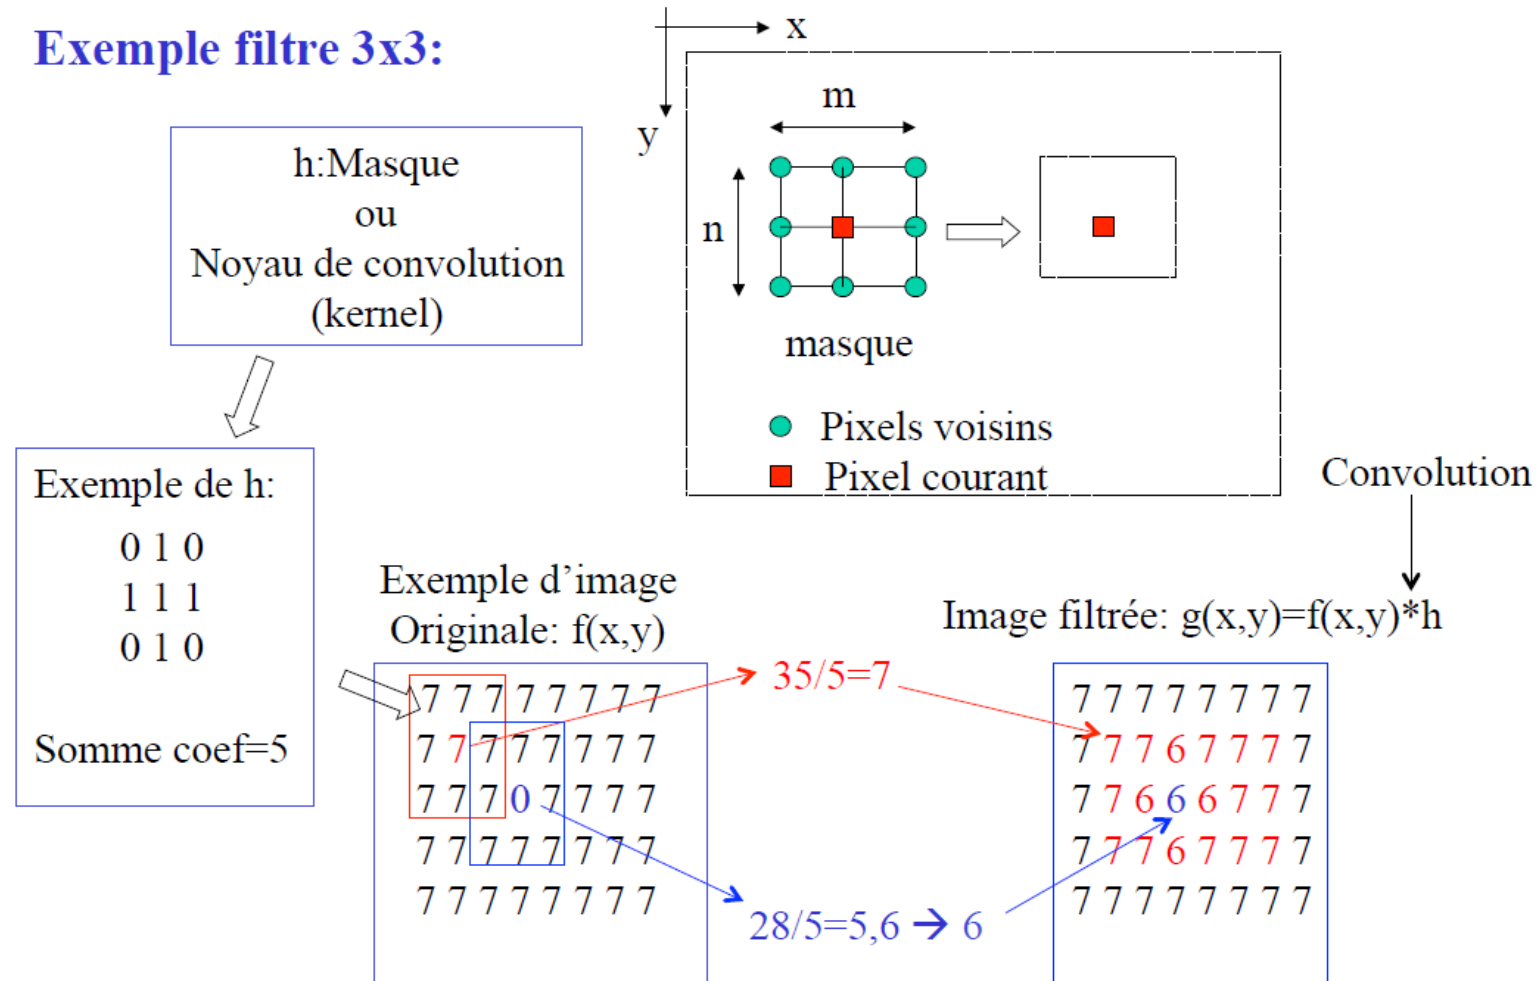 Exemple filtre 3x3:
x
y
h:Masque
ou
Noyau de convolution
(kernel)
m
n
masque
Pixels voisins
Pixel courant
Convolution
Exemple de h:
0 1 0
1 1 1
0 1 0
Somme coef=5
Exemple d'image
Originale: f(x,y)
7 7 7 7 7 7 7 7
7 7 7 7 7 7 7 7
7 7 7 0 7 7 7 7
7 7 7 7 7 7 7 7
7 7 7 7 7 7 7 7
35/5=7
28/5=5,6 → 6
Image filtrée: g(x,y)=f(x,y)*h
7 7 7 7 7 7 7 7
7 7 7 6 7 7 7 7
7 7 6 6 6 7 7 7
7 7 7 6 7 7 7 7
7 7 7 7 7 7 7 7